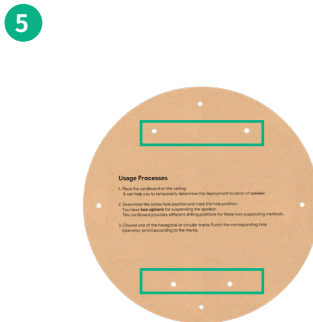 5
Usage Processes
1. Place the cardboard on the ceiling.
It can help you to temporarily determine the deployment location of speaker.
2. Determine the screw hole position and mark the hole position.
You have two options for suspending the speaker.
This cardboard provides different drilling positions for these two suspending methods.
3. Choose one of the hexagonal or circular marks. Punch the corresponding hole
(diameter: 6mm) according to the marks.